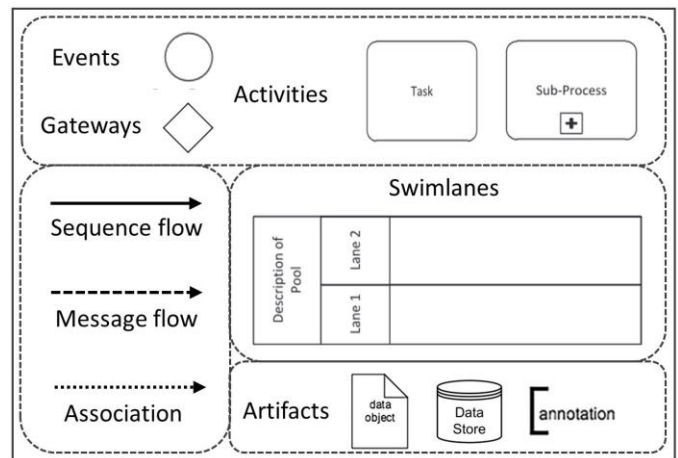 Events
Gateways
Activities
Task
Sub-Process
Sequence flow
Message flow
Association
Swimlanes
Description of
Pool
Lane 2
Lane 1
Artifacts
data
object
Data
Store
annotation